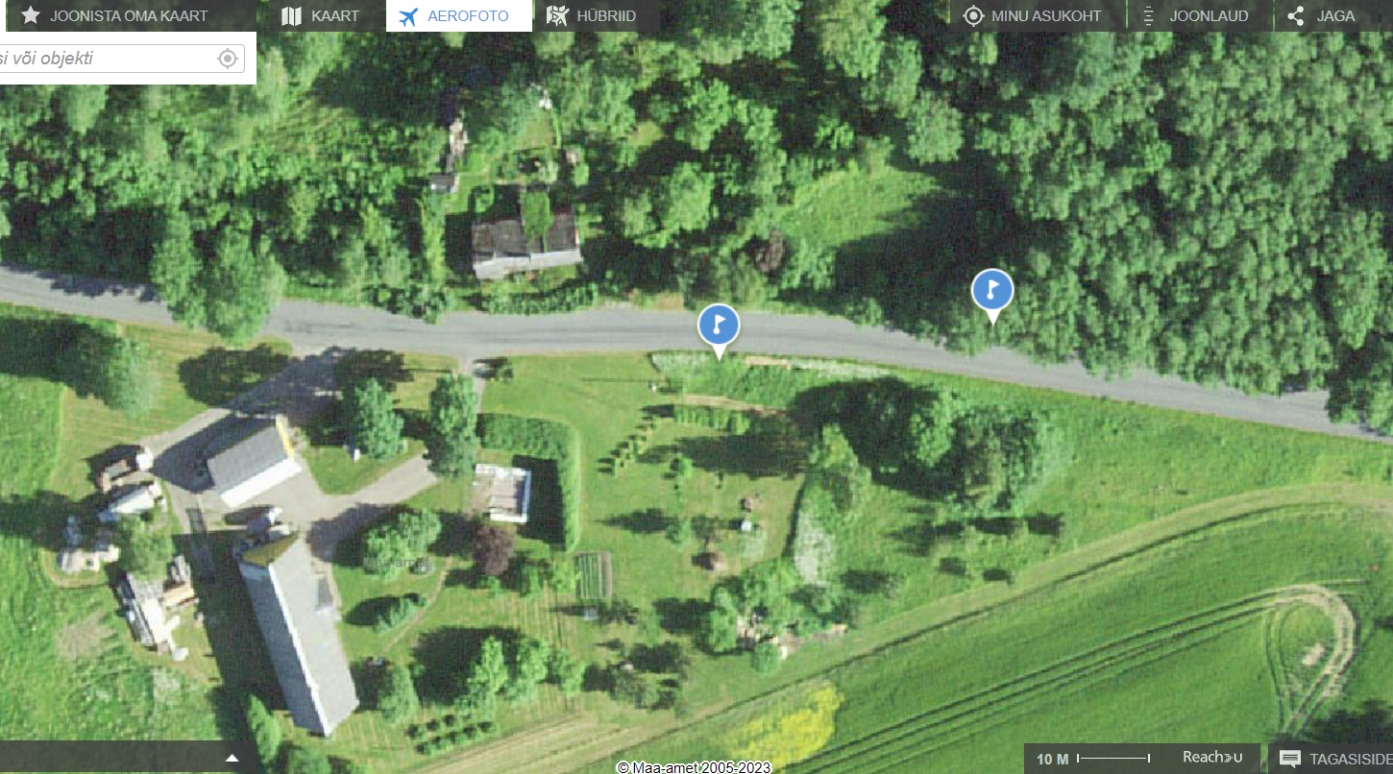 JOONISTA OMA KAART
KAART
AEROFOTO
HÜBRIID
MINU ASUKOHT
JOONLAUD
JAGA
si või objekti
© Maa-amet 2005-2023
10 M
Reach-U
TAGASISIDE